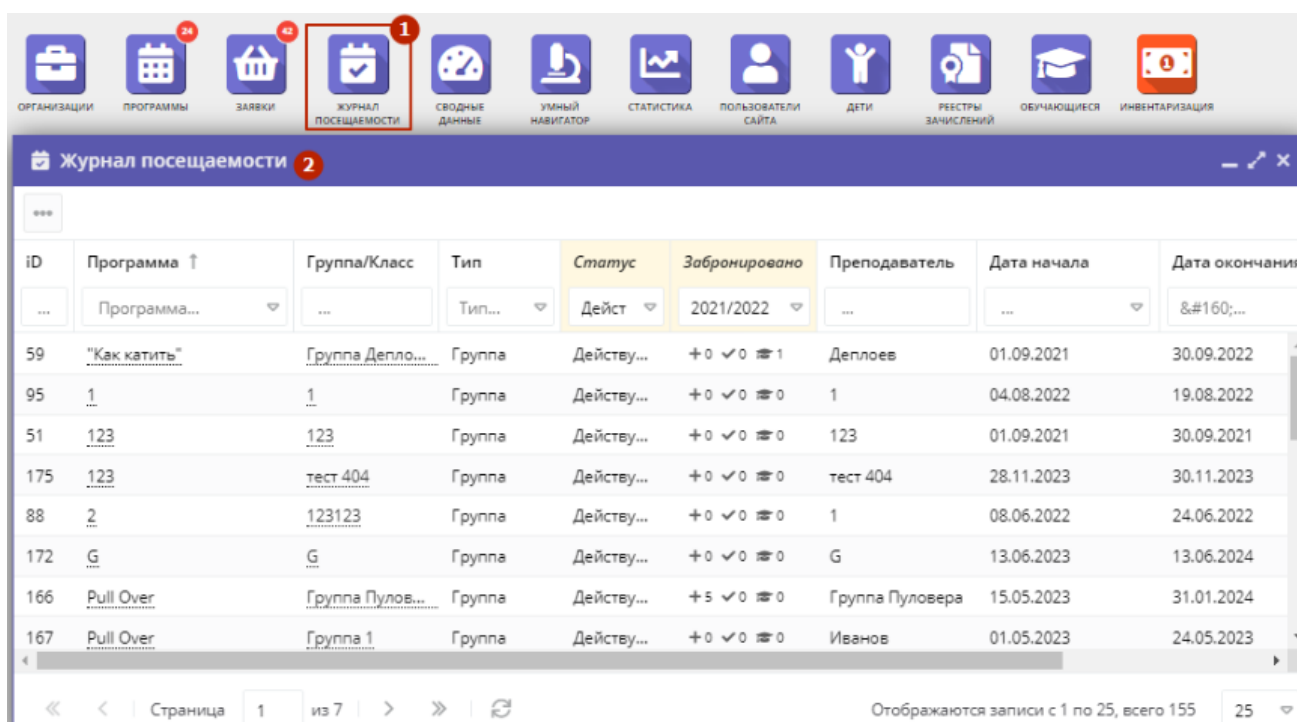 24 42 1
ОРГАНИЗАЦИИ ПРОГРАММЫ ЗАЯВКИ ЖУРНАЛ ПОСЕЩАЕМОСТИ СВОДНЫЕ ДАННЫЕ УМНЫЙ НАВИГАТОР СТАТИСТИКА ПОЛЬЗОВАТЕЛИ САЙТА ДЕТИ РЕЕСТРЫ ЗАЧИСЛЕНИЙ ОБУЧАЮЩИЕСЯ ИНВЕНТАРИЗАЦИЯ
Журнал посещаемости 2
iD Программа ↑ Группа/Класс Тип Статус Забронировано Преподаватель Дата начала Дата окончания
... Программа... ... Тип... Дейст 2021/2022 ... ... &#160;...
59 "Как катить" Группа Депло... Группа Действу... +0 ✓0 1 Деплоев 01.09.2021 30.09.2022
95 1 1 Группа Действу... +0 ✓0 0 1 04.08.2022 19.08.2022
51 123 123 Группа Действу... +0 ✓0 0 123 01.09.2021 30.09.2021
175 123 тест 404 Группа Действу... +0 ✓0 0 тест 404 28.11.2023 30.11.2023
88 2 123123 Группа Действу... +0 ✓0 0 1 08.06.2022 24.06.2022
172 G G Группа Действу... +0 ✓0 0 G 13.06.2023 13.06.2024
166 Pull Over Группа Пулов... Группа Действу... +5 ✓0 0 Группа Пуловера 15.05.2023 31.01.2024
167 Pull Over Группа 1 Группа Действу... +0 ✓0 0 Иванов 01.05.2023 24.05.2023
Страница 1 из 7 Отображаются записи с 1 по 25, всего 155 25